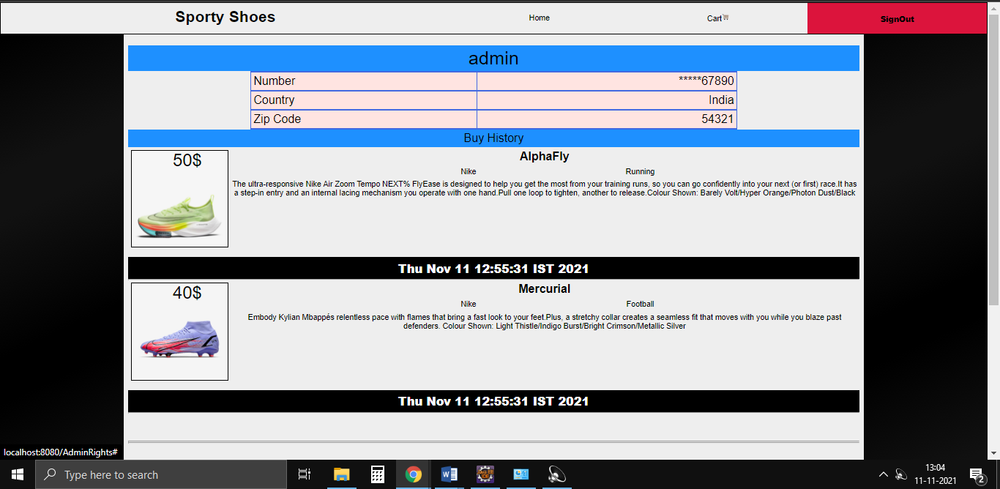 Sporty Shoes
Home
Cart
SignOut
admin
Number *****67890
Country India
Zip Code 54321
Buy History
50$
AlphaFly
Nike Running
The ultra-responsive Nike Air Zoom Tempo NEXT% FlyEase is designed to help you get the most from your training runs, so you can go confidently into your next (or first) race.It has
a step-in entry and an internal lacing mechanism you operate with one hand.Pull one loop to tighten, another to release.Colour Shown: Barely Volt/Hyper Orange/Photon Dust/Black
Thu Nov 11 12:55:31 IST 2021
40$
Mercurial
Nike Football
Embody Kylian Mbappés relentless pace with flames that bring a fast look to your feet.Plus, a stretchy collar creates a seamless fit that moves with you while you blaze past
defenders. Colour Shown: Light Thistle/Indigo Burst/Bright Crimson/Metallic Silver
Thu Nov 11 12:55:31 IST 2021
localhost:8080/AdminRights#
Type here to search
13:04
11-11-2021
2